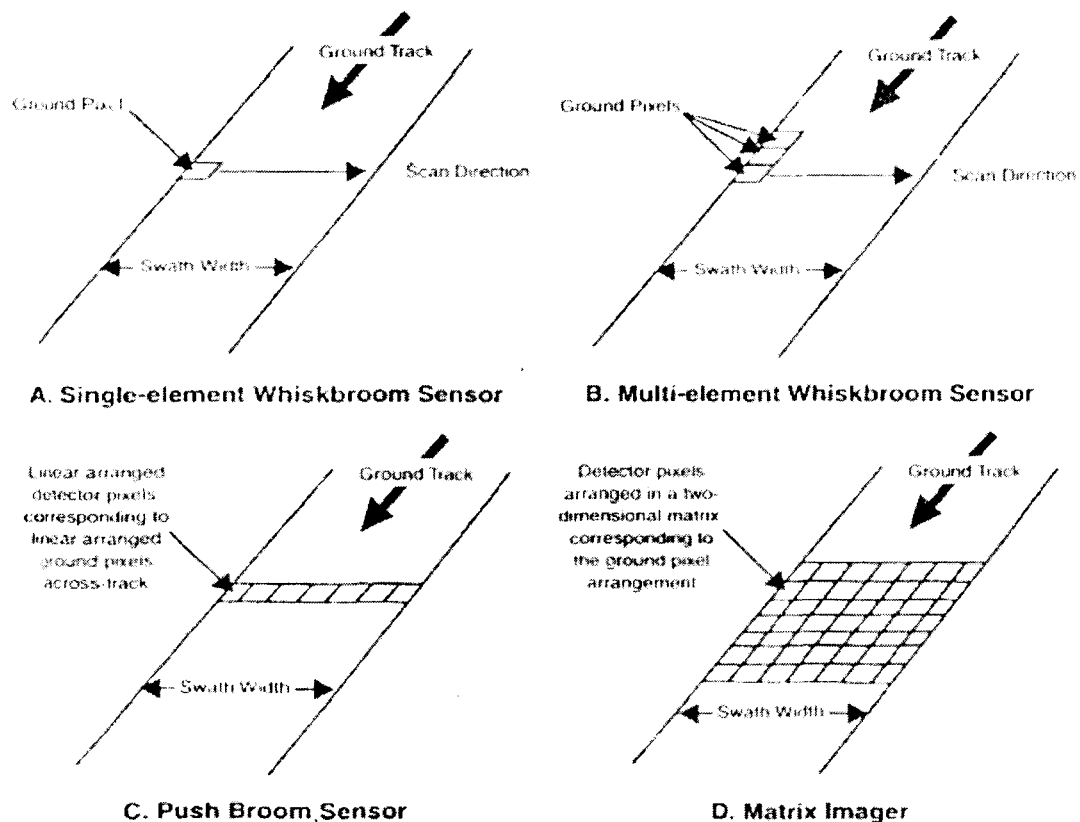 Ground Track
Ground Pixel
Scan Direction
Swath Width
A. Single-element Whiskbroom Sensor
Ground Track
Ground Pixels
Scan Direction
Swath Width
B. Multi-element Whiskbroom Sensor
Linear arranged
detector pixels
corresponding to
linear arranged
ground pixels
across-track
Ground Track
Swath Width
C. Push Broom Sensor
Detector pixels
arranged in a two-
dimensional matrix
corresponding to
the ground pixel
arrangement
Ground Track
Swath Width
D. Matrix Imager